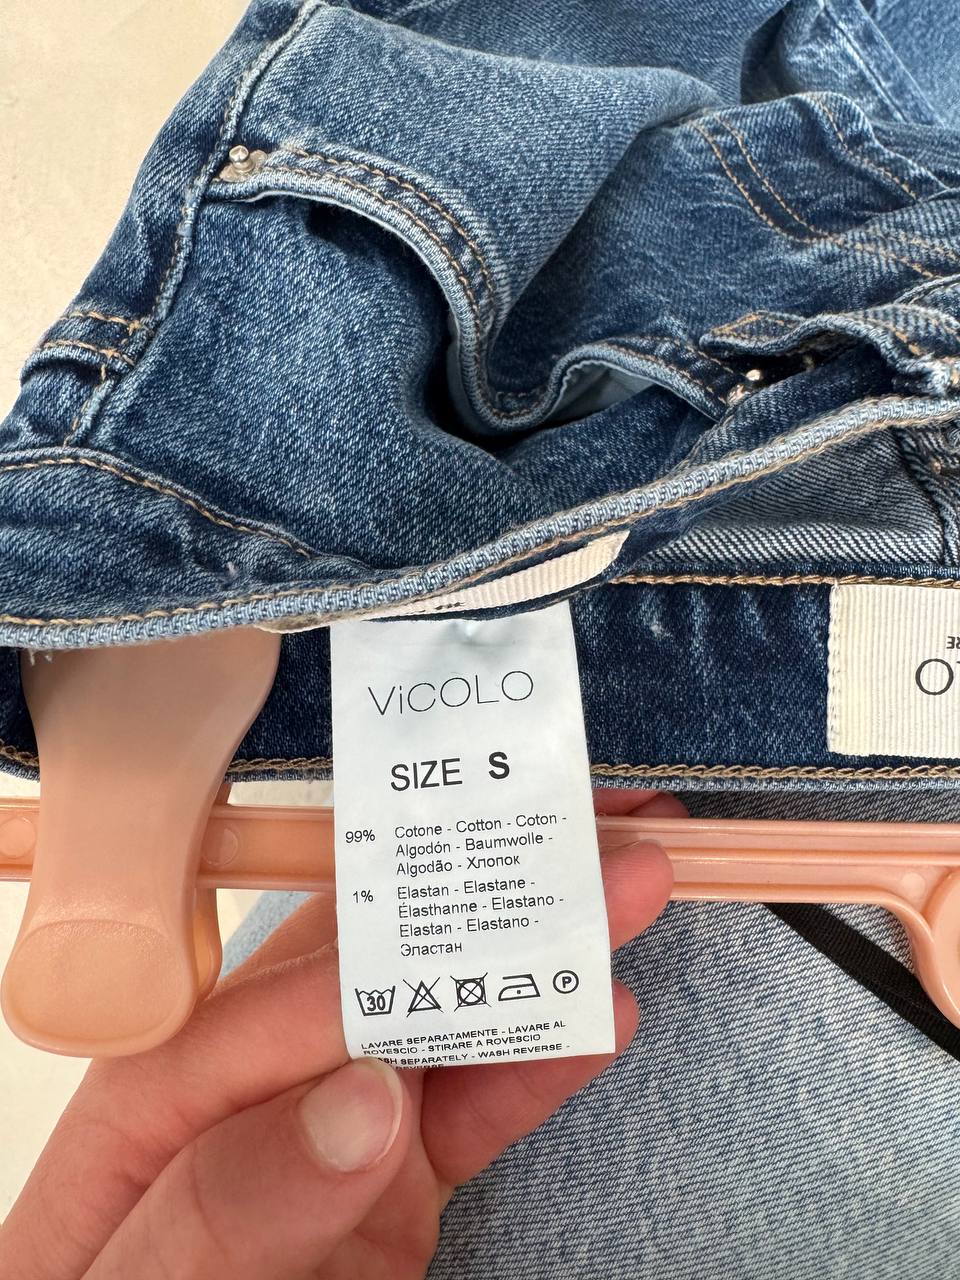 ViCOLO
SIZE S
99% Cotone - Cotton - Coton -
Algodón - Baumwolle -
Algodão - Хлопок
1% Elastan - Elastane -
Élasthanne - Elastano -
Elastan - Elastano -
Эластан
30
P
LAVARE SEPARATAMENTE - LAVARE AL
ROVESCIO - STIRARE A ROVESCIO
SEPARATELY - WASH REVERSE -
REVERSE